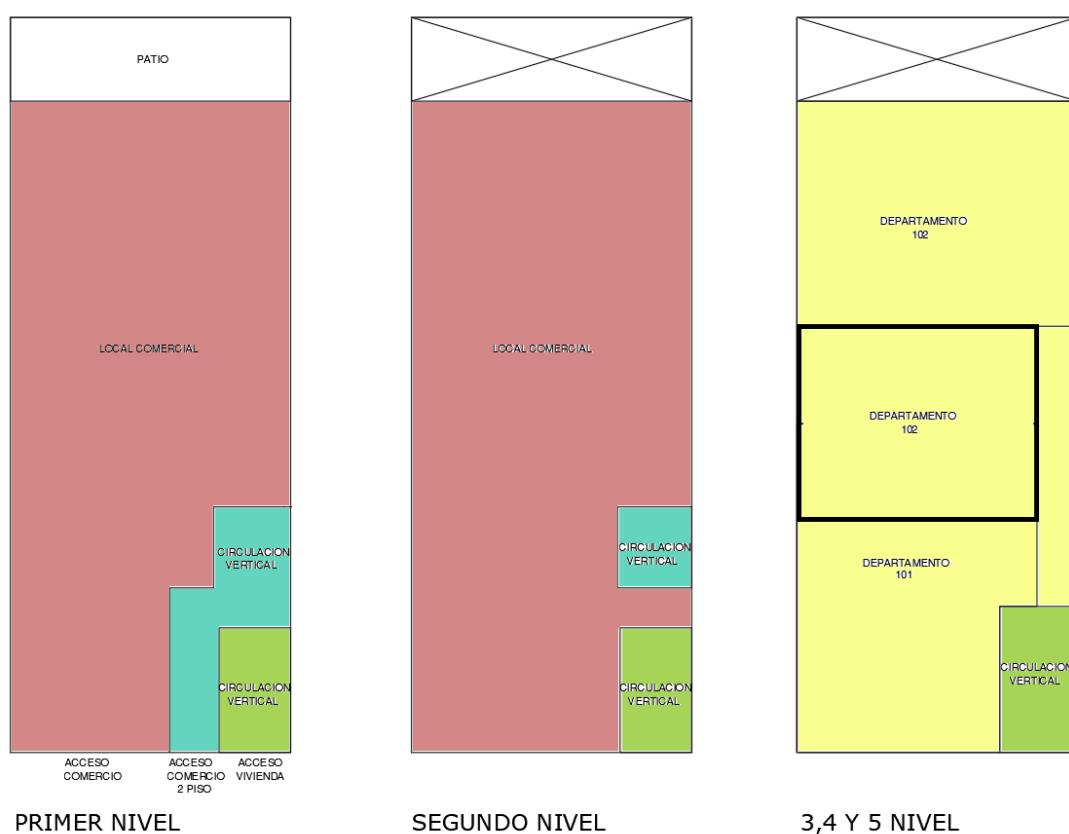 PATIO
LOCAL COMERCIAL
CIRCULACION
VERTICAL
CIRCULACION
VERTICAL
ACCESO
COMERCIO
ACCESO
COMERCIO
2 PISO
ACCESO
VIVIENDA
PRIMER NIVEL
LOCAL COMERCIAL
CIRCULACION
VERTICAL
CIRCULACION
VERTICAL
SEGUNDO NIVEL
DEPARTAMENTO
102
DEPARTAMENTO
102
DEPARTAMENTO
101
CIRCULACION
VERTICAL
3,4 Y 5 NIVEL